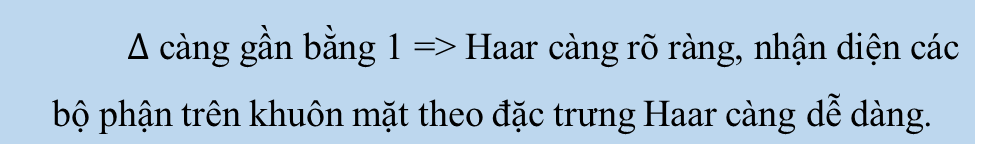 Δ càng gần bằng 1 => Haar càng rõ ràng, nhận diện các
bộ phận trên khuôn mặt theo đặc trưng Haar càng dễ dàng.